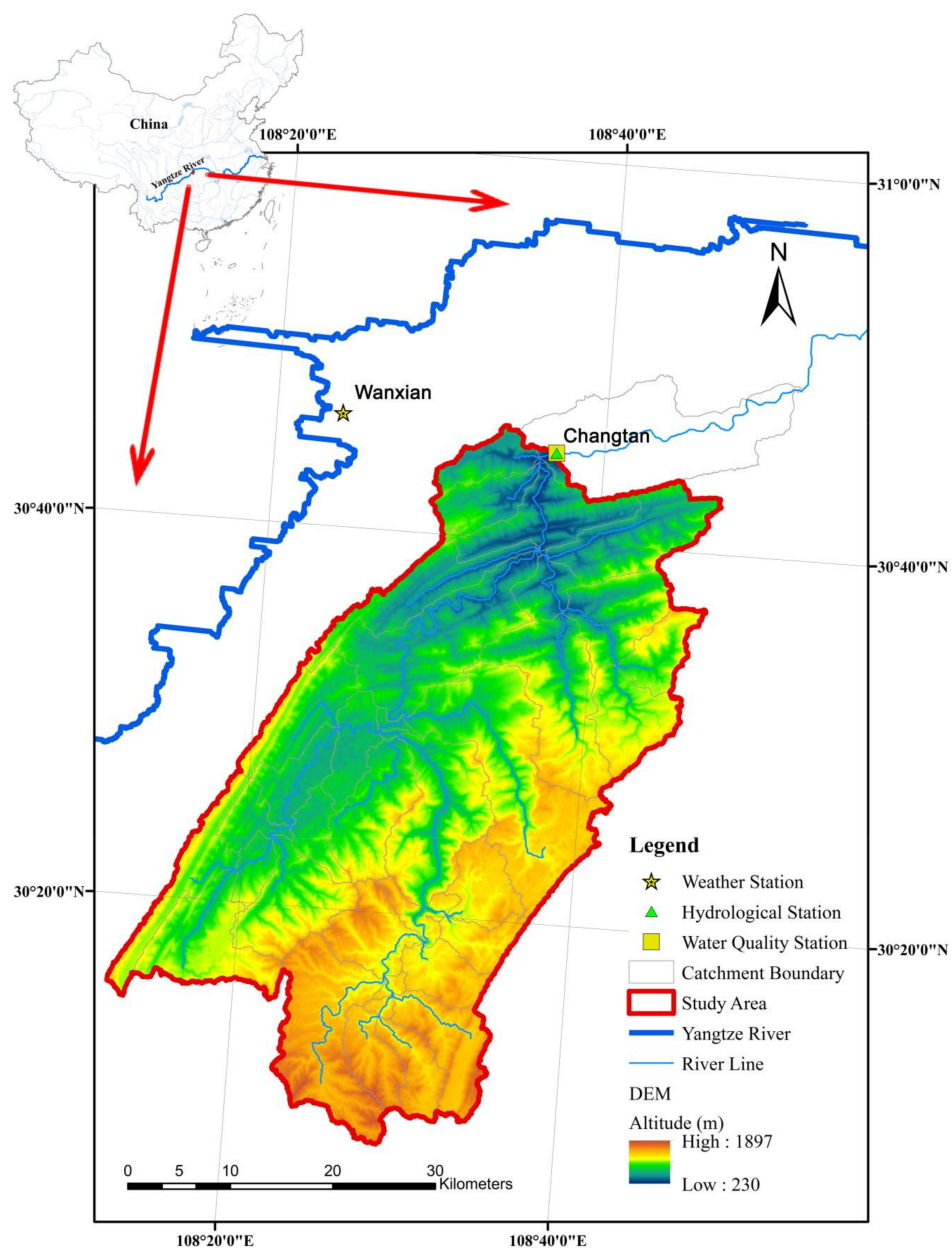 China
Yangtze River
108°20'0"E
108°40'0"E
31°0'0"N
N
Wanxian
Changtan
30°40'0"N
30°40'0"N
Legend
Weather Station
30°20'0"N
Hydrological Station
Water Quality Station
30°20'0"N
Catchment Boundary
Study Area
Yangtze River
River Line
DEM
Altitude (m)
High : 1897
Low : 230
0 5 10 20 30
Kilometers
108°20'0"E
108°40'0"E